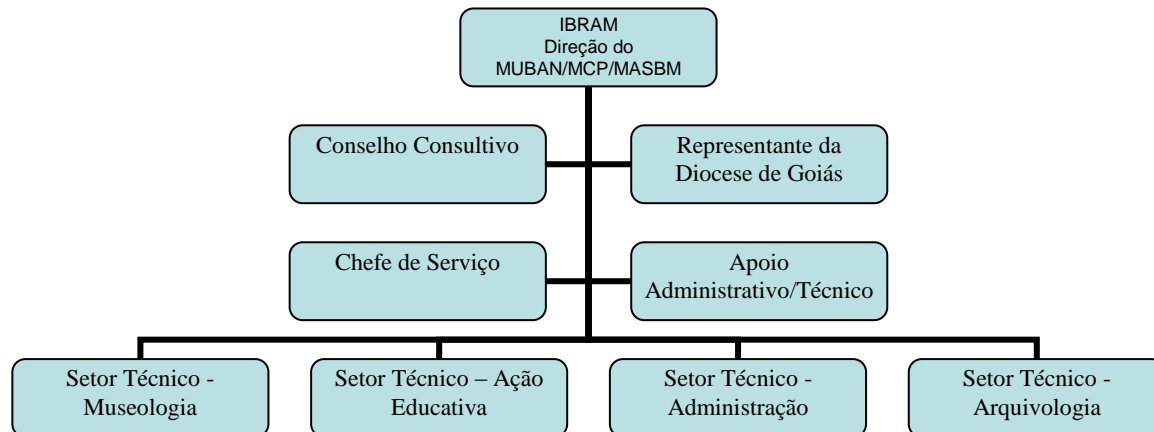 IBRAM
Direção do
MUBAN/MCP/MASBM
Conselho Consultivo
Representante da
Diocese de Goiás
Chefe de Serviço
Apoio
Administrativo/Técnico
Setor Técnico -
Museologia
Setor Técnico – Ação
Educativa
Setor Técnico -
Administração
Setor Técnico -
Arquivologia